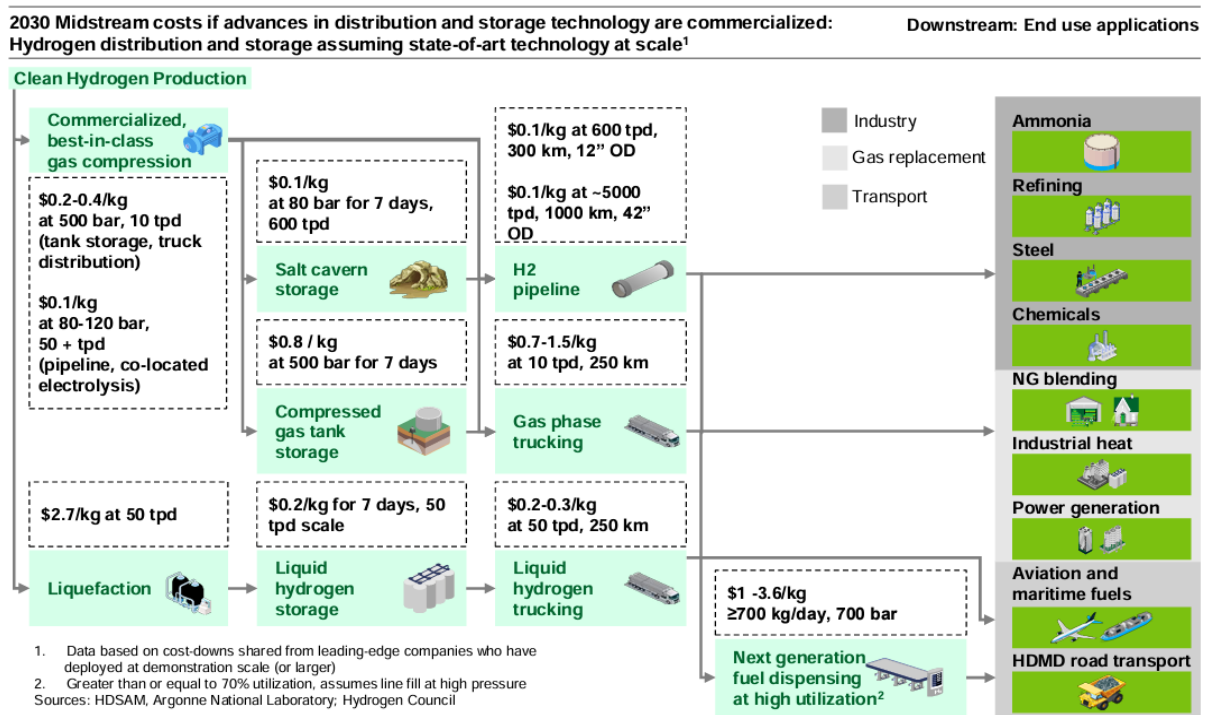 2030 Midstream costs if advances in distribution and storage technology are commercialized:
Hydrogen distribution and storage assuming state-of-art technology at scale1
Downstream: End use applications
Clean Hydrogen Production
Commercialized,
best-in-class
gas compression
$0.2-0.4/kg
at 500 bar, 10 tpd
(tank storage, truck
distribution)
$0.1/kg
at 80-120 bar,
50 + tpd
(pipeline, co-located
electrolysis)
$0.1/kg
at 80 bar for 7 days,
600 tpd
Salt cavern
storage
$0.8 / kg
at 500 bar for 7 days
Compressed
gas tank
storage
$0.1/kg at 600 tpd,
300 km, 12” OD
$0.1/kg at ~5000
tpd, 1000 km, 42”
OD
H2
pipeline
$0.7-1.5/kg
at 10 tpd, 250 km
Gas phase
trucking
$2.7/kg at 50 tpd
Liquefaction
$0.2/kg for 7 days, 50
tpd scale
Liquid
hydrogen
storage
$0.2-0.3/kg
at 50 tpd, 250 km
Liquid
hydrogen
trucking
$1 -3.6/kg
≥700 kg/day, 700 bar
Next generation
fuel dispensing
at high utilization2
Industry
Gas replacement
Transport
Ammonia
Refining
Steel
Chemicals
NG blending
Industrial heat
Power generation
Aviation and
maritime fuels
HDMD road transport
1. Data based on cost-downs shared from leading-edge companies who have
deployed at demonstration scale (or larger)
2. Greater than or equal to 70% utilization, assumes line fill at high pressure
Sources: HDSAM, Argonne National Laboratory; Hydrogen Council